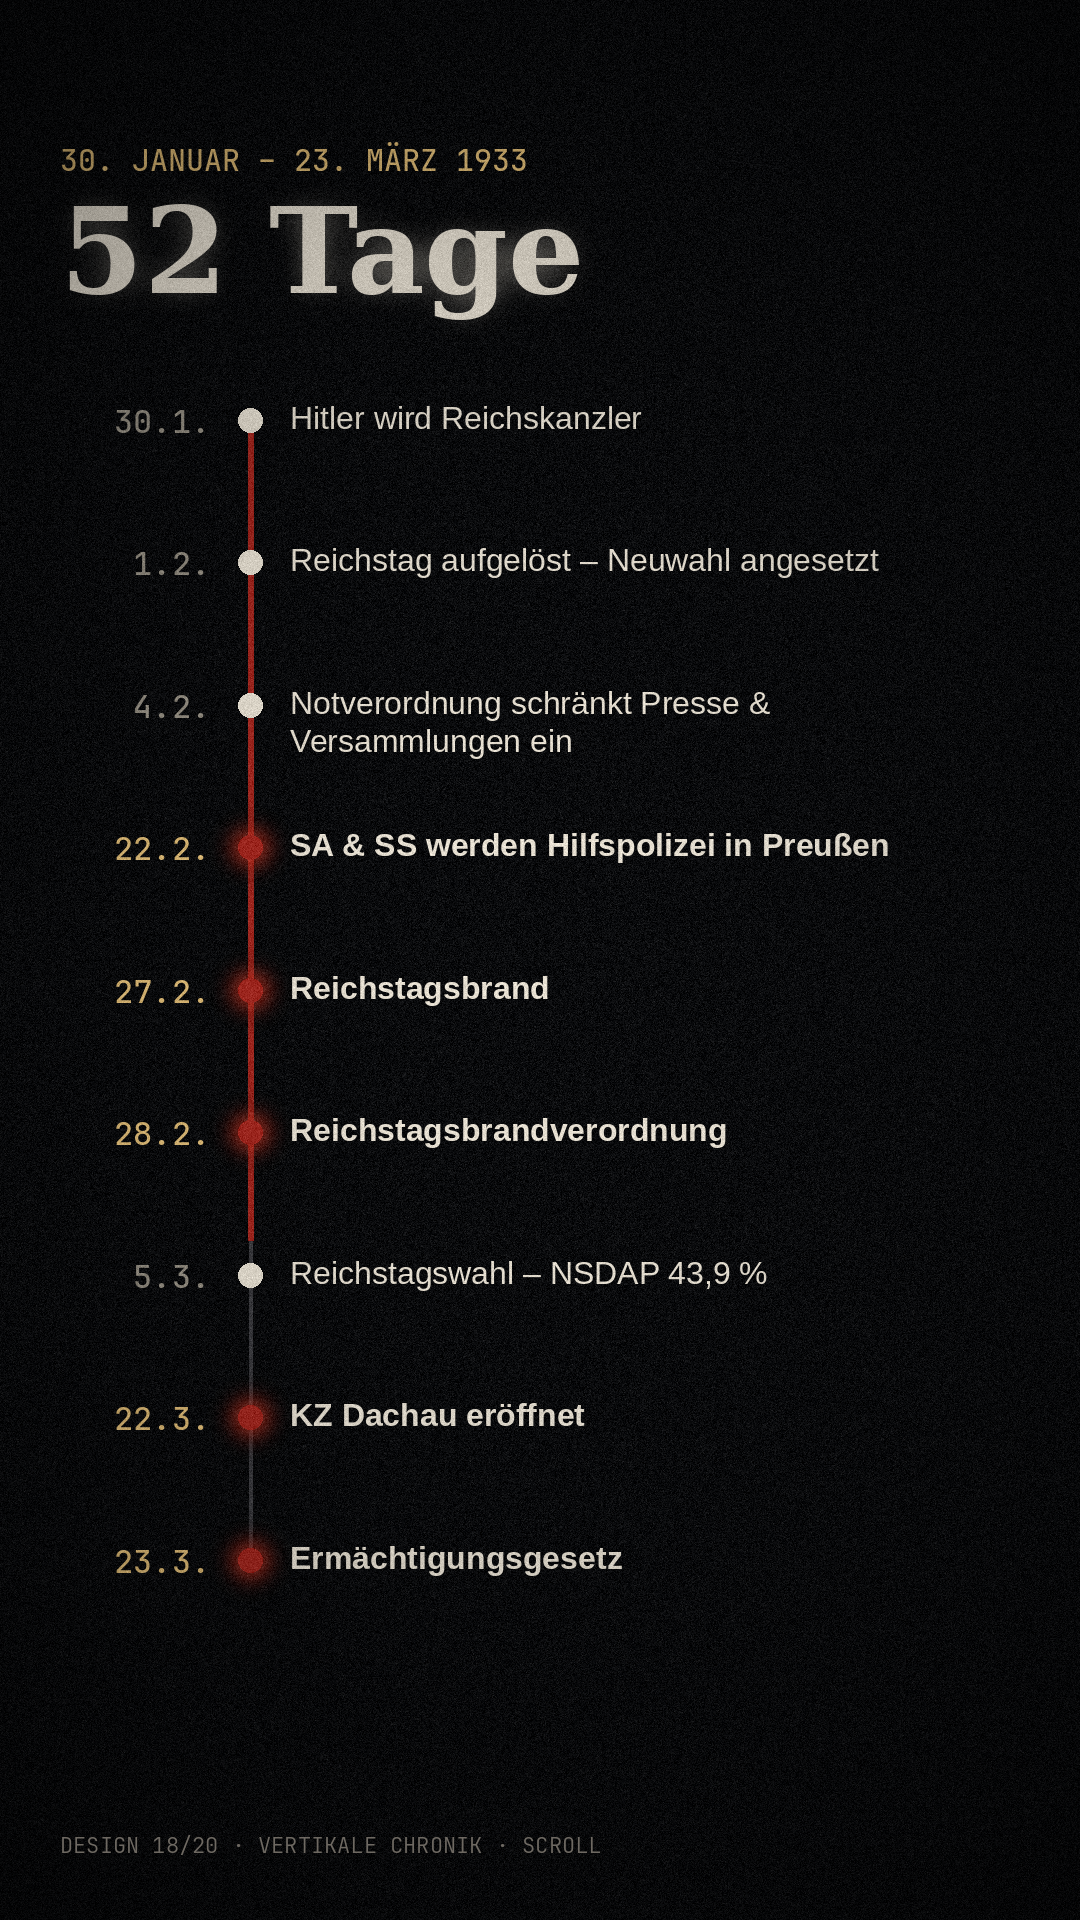 30. JANUAR – 23. MÄRZ 1933
52 Tage
30.1. Hitler wird Reichskanzler
1.2. Reichstag aufgelöst – Neuwahl angesetzt
4.2. Notverordnung schränkt Presse &
Versammlungen ein
22.2. SA & SS werden Hilfspolizei in Preußen
27.2. Reichstagsbrand
28.2. Reichstagsbrandverordnung
5.3. Reichstagswahl – NSDAP 43,9 %
22.3. KZ Dachau eröffnet
23.3. Ermächtigungsgesetz
DESIGN 18/20 · VERTIKALE CHRONIK · SCROLL